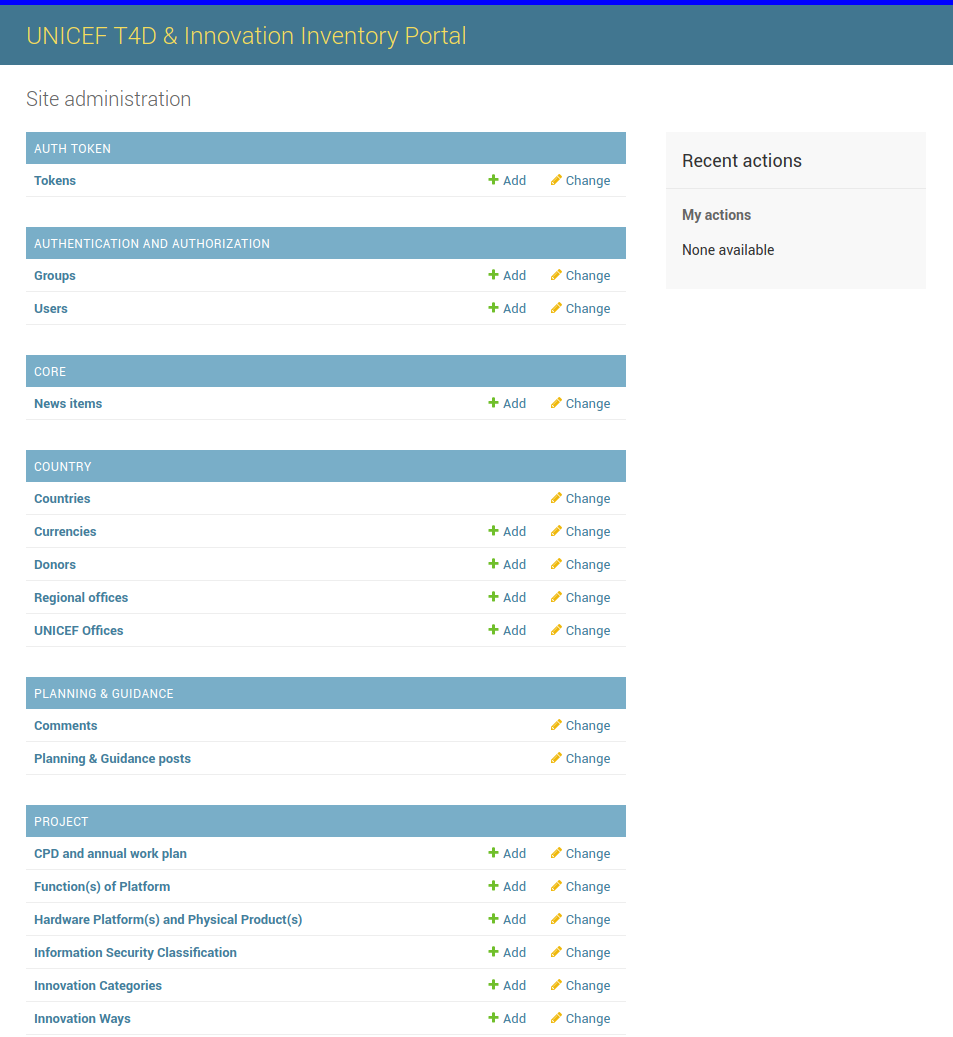 UNICEF T4D & Innovation Inventory Portal
Site administration
AUTH TOKEN
Tokens Add Change
AUTHENTICATION AND AUTHORIZATION
Groups Add Change
Users Add Change
CORE
News items Add Change
COUNTRY
Countries Change
Currencies Add Change
Donors Add Change
Regional offices Add Change
UNICEF Offices Add Change
PLANNING & GUIDANCE
Comments Change
Planning & Guidance posts Change
PROJECT
CPD and annual work plan Add Change
Function(s) of Platform Add Change
Hardware Platform(s) and Physical Product(s) Add Change
Information Security Classification Add Change
Innovation Categories Add Change
Innovation Ways Add Change
Recent actions
My actions
None available